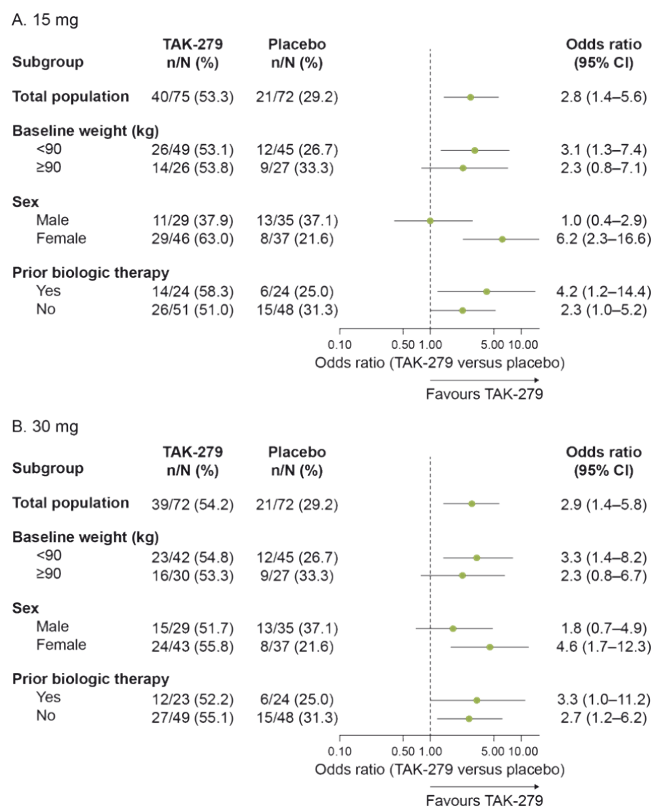 A. 15 mg
TAK-279 Placebo Odds ratio
Subgroup n/N (%) n/N (%) (95% CI)
Total population 40/75 (53.3) 21/72 (29.2) 2.8 (1.4–5.6)
Baseline weight (kg)
<90 26/49 (53.1) 12/45 (26.7) 3.1 (1.3–7.4)
≥90 14/26 (53.8) 9/27 (33.3) 2.3 (0.8–7.1)
Sex
Male 11/29 (37.9) 13/35 (37.1) 1.0 (0.4–2.9)
Female 29/46 (63.0) 8/37 (21.6) 6.2 (2.3–16.6)
Prior biologic therapy
Yes 14/24 (58.3) 6/24 (25.0) 4.2 (1.2–14.4)
No 26/51 (51.0) 15/48 (31.3) 2.3 (1.0–5.2)
0.10 0.50 1.00 5.00 10.00
Odds ratio (TAK-279 versus placebo)
Favours TAK-279
B. 30 mg
TAK-279 Placebo Odds ratio
Subgroup n/N (%) n/N (%) (95% CI)
Total population 39/72 (54.2) 21/72 (29.2) 2.9 (1.4–5.8)
Baseline weight (kg)
<90 23/42 (54.8) 12/45 (26.7) 3.3 (1.4–8.2)
≥90 16/30 (53.3) 9/27 (33.3) 2.3 (0.8–6.7)
Sex
Male 15/29 (51.7) 13/35 (37.1) 1.8 (0.7–4.9)
Female 24/43 (55.8) 8/37 (21.6) 4.6 (1.7–12.3)
Prior biologic therapy
Yes 12/23 (52.2) 6/24 (25.0) 3.3 (1.0–11.2)
No 27/49 (55.1) 15/48 (31.3) 2.7 (1.2–6.2)
0.10 0.50 1.00 5.00 10.00
Odds ratio (TAK-279 versus placebo)
Favours TAK-279